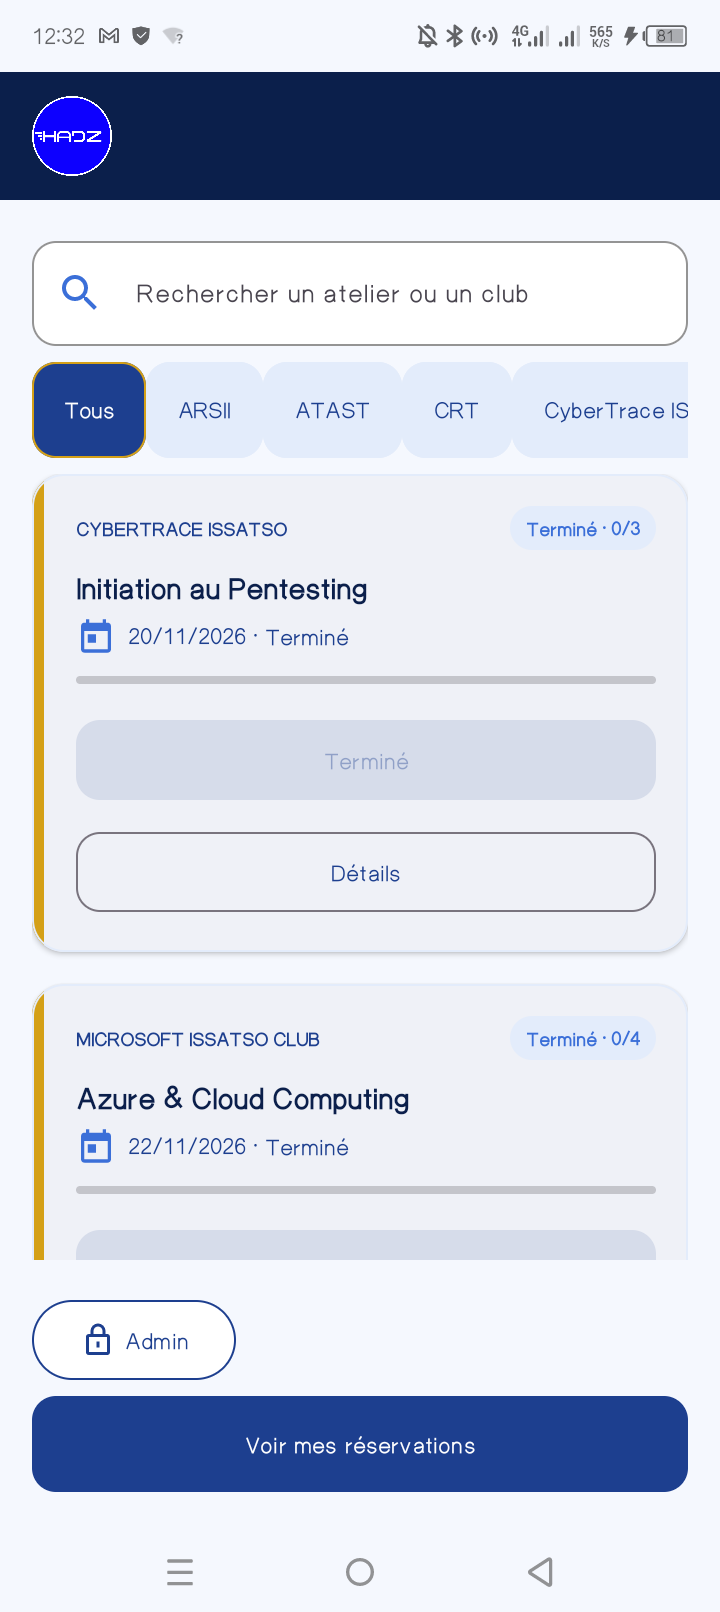 12:32
4G 565 K/S 81
HADZ
Rechercher un atelier ou un club
Tous ARSII ATAST CRT CyberTrace IS
CYBERTRACE ISSATSO Terminé · 0/3
Initiation au Pentesting
20/11/2026 · Terminé
Terminé
Détails
MICROSOFT ISSATSO CLUB Terminé · 0/4
Azure & Cloud Computing
22/11/2026 · Terminé
Admin
Voir mes réservations